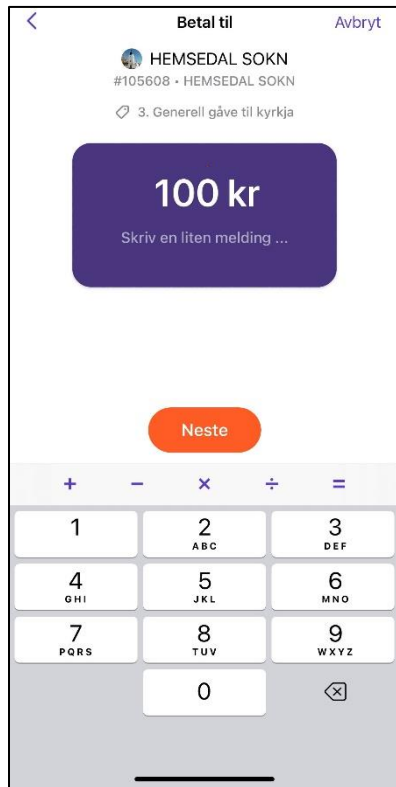 Betal til
Avbryt
HEMSEDAL SOKN
#105608 • HEMSEDAL SOKN
3. Generell gåve til kyrkja
100 kr
Skriv en liten melding ...
Neste
+ − × ÷ =
1 2 3
ABC DEF
4 5 6
GHI JKL MNO
7 8 9
PQRS TUV WXYZ
0